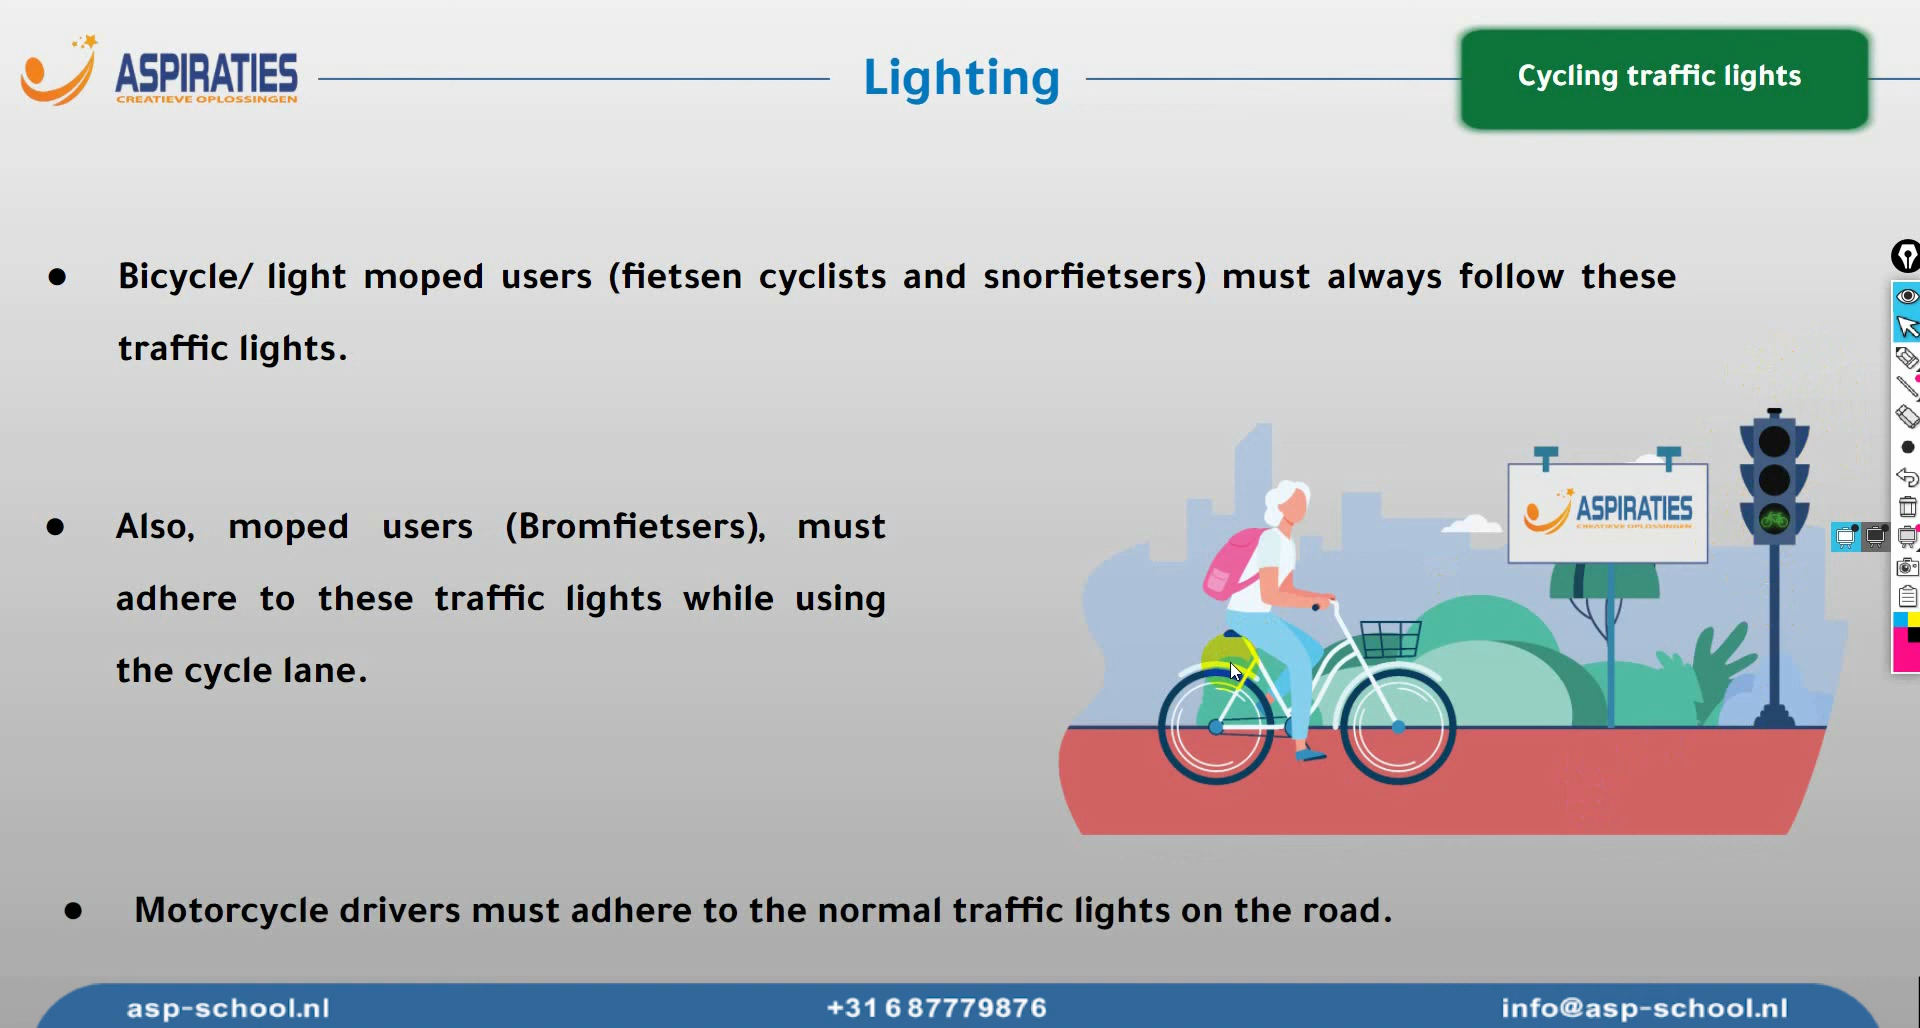 ASPIRATIES
CREATIEVE OPLOSSINGEN
Lighting
Cycling traffic lights
● Bicycle/ light moped users (fietsen cyclists and snorfietsers) must always follow these
traffic lights.
● Also, moped users (Bromfietsers), must
adhere to these traffic lights while using
the cycle lane.
ASPIRATIES
CREATIEVE OPLOSSINGEN
● Motorcycle drivers must adhere to the normal traffic lights on the road.
asp-school.nl
+31 6 87779876
info@asp-school.nl